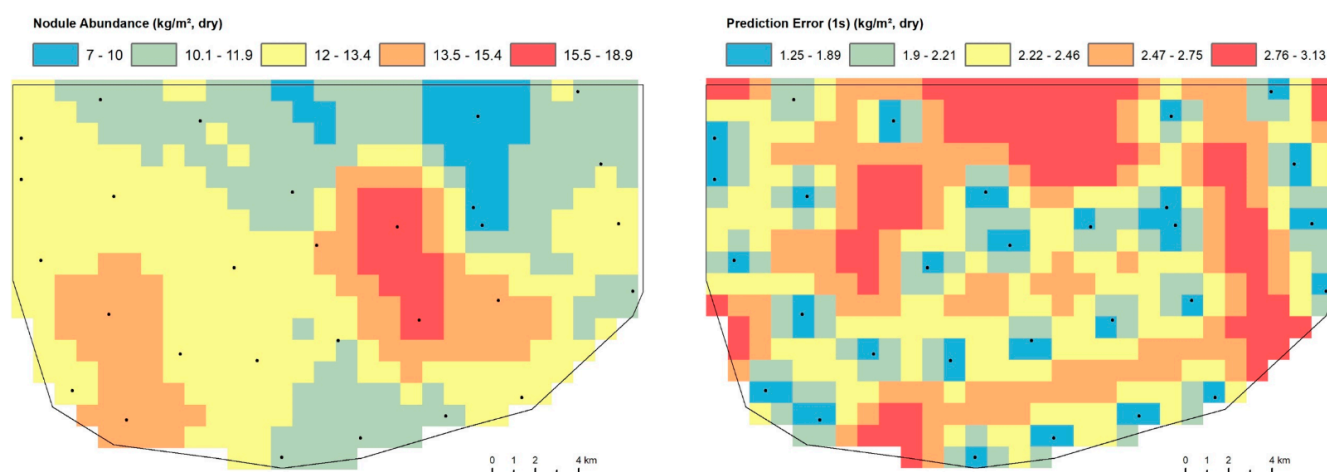 Nodule Abundance (kg/m², dry)
7 - 10 10.1 - 11.9 12 - 13.4 13.5 - 15.4 15.5 - 18.9
0 1 2 4 km
Prediction Error (1s) (kg/m², dry)
1.25 - 1.89 1.9 - 2.21 2.22 - 2.46 2.47 - 2.75 2.76 - 3.13
0 1 2 4 km